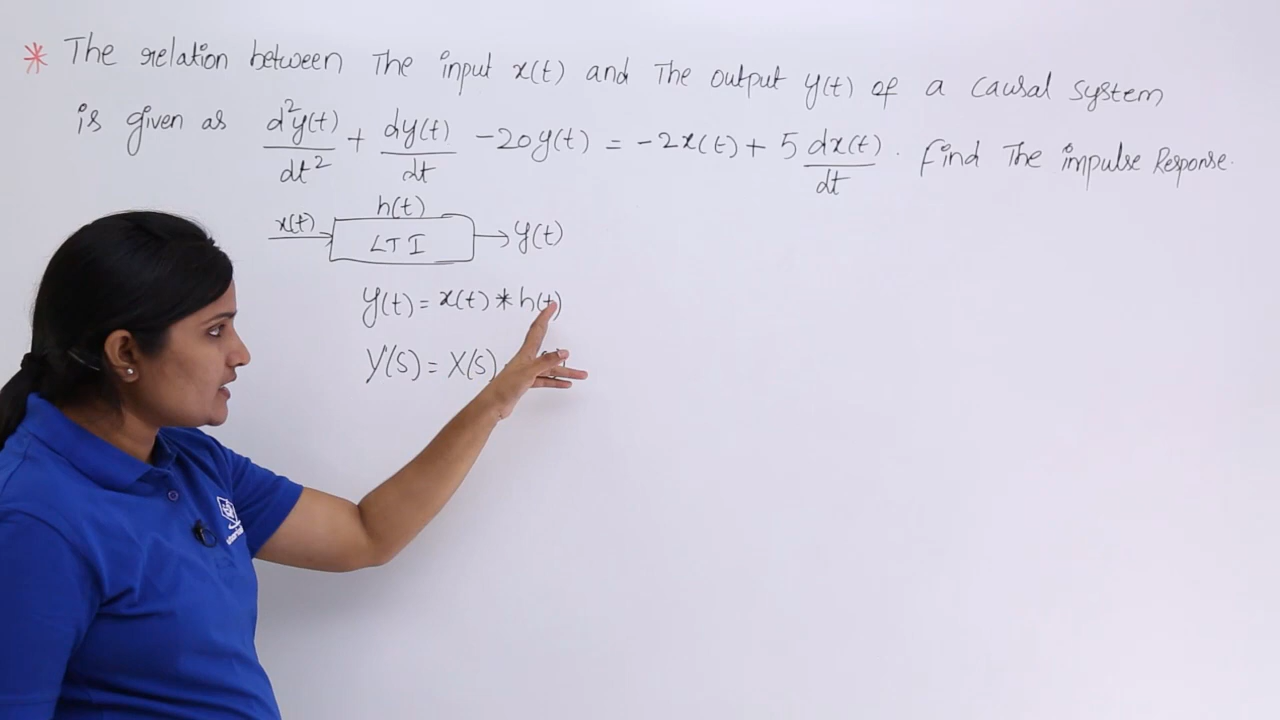 * The relation between The input x(t) and The output y(t) of a causal system
is given as d²y(t)/dt² + dy(t)/dt -20y(t) = -2x(t) + 5 dx(t)/dt . Find The impulse Response.
h(t)
x(t) LTI y(t)
y(t) = x(t) * h(t)
Y(S) = X(S)